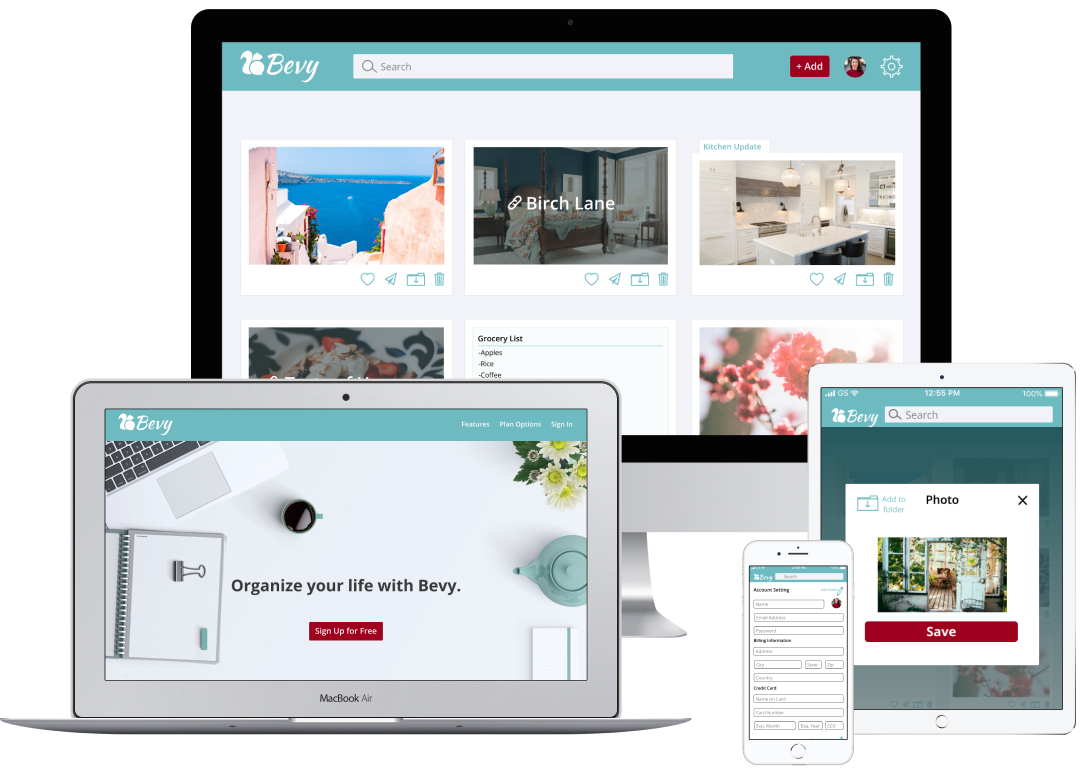 Bevy
Search
+ Add
Kitchen Update
Birch Lane
Grocery List
-Apples
-Rice
-Coffee
Bevy
Features Plan Options Sign In
Organize your life with Bevy.
Sign Up for Free
MacBook Air
GS 12:55 PM 100%
Bevy
Search
Add to
folder
Photo
Save
Bevy
Search
Account Setting
Name
Email Address
Password
Billing Information
Address
City State Zip
Country
Credit Card
Name on Card
Card Number
Exp. Month Exp. Year CCV